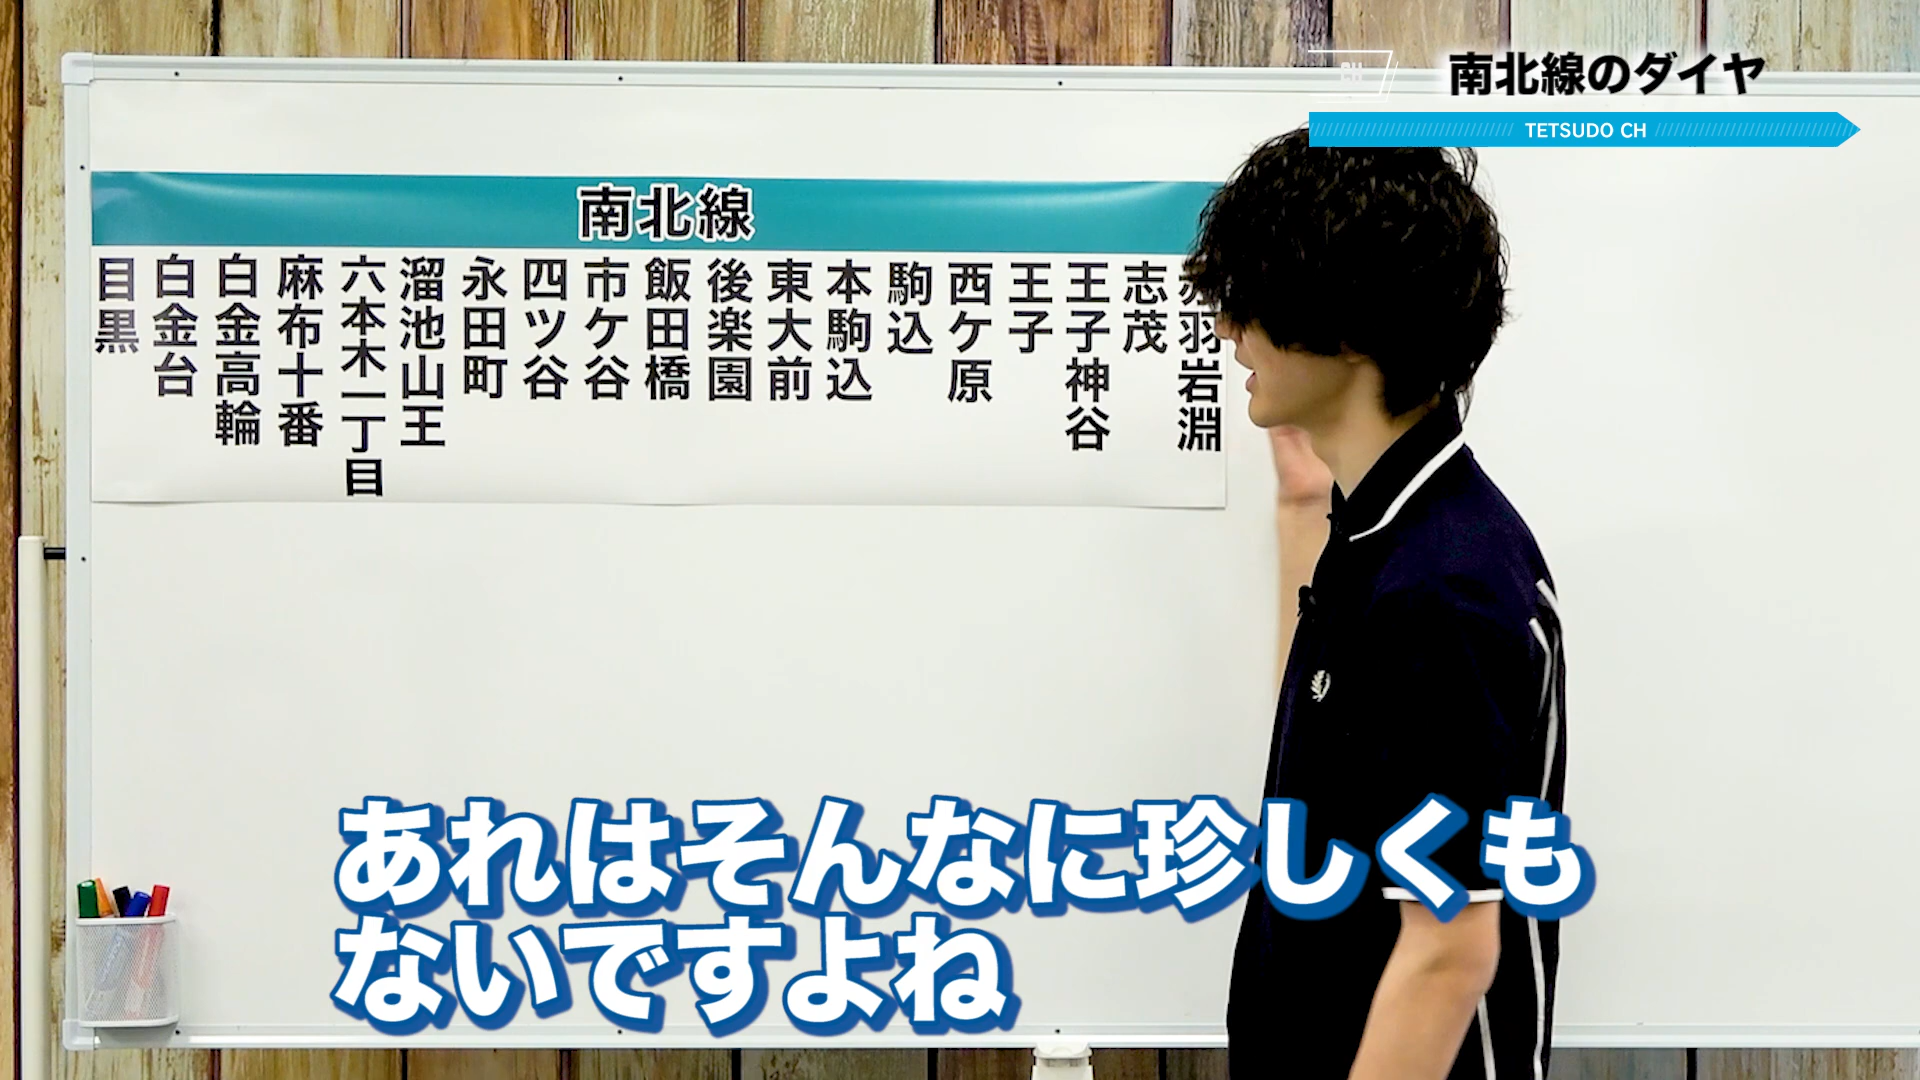 CH
南北線のダイヤ
TETSUDO CH
南北線
目黒
白金台
白金高輪
麻布十番
六本木一丁目
溜池山王
永田町
四ツ谷
市ケ谷
飯田橋
後楽園
東大前
本駒込
駒込
西ケ原
王子
王子神谷
志茂
赤羽岩淵
あれはそんなに珍しくも
ないですよね